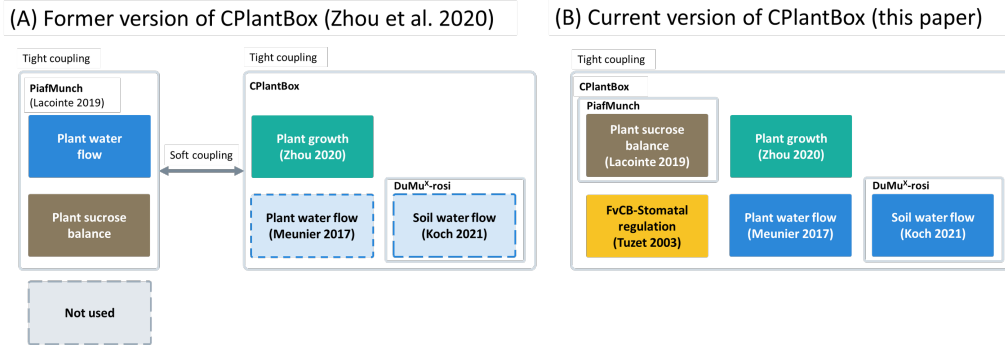 (A) Former version of CPlantBox (Zhou et al. 2020)
Tight coupling
PiafMunch
(Lacointe 2019)
Plant water
flow
Plant sucrose
balance
Not used
Soft coupling
Tight coupling
CPlantBox
Plant growth
(Zhou 2020)
Plant water flow
(Meunier 2017)
DuMuˣ-rosi
Soil water flow
(Koch 2021)
(B) Current version of CPlantBox (this paper)
Tight coupling
CPlantBox
PiafMunch
Plant sucrose
balance
(Lacointe 2019)
Plant growth
(Zhou 2020)
FvCB-Stomatal
regulation
(Tuzet 2003)
Plant water flow
(Meunier 2017)
DuMuˣ-rosi
Soil water flow
(Koch 2021)